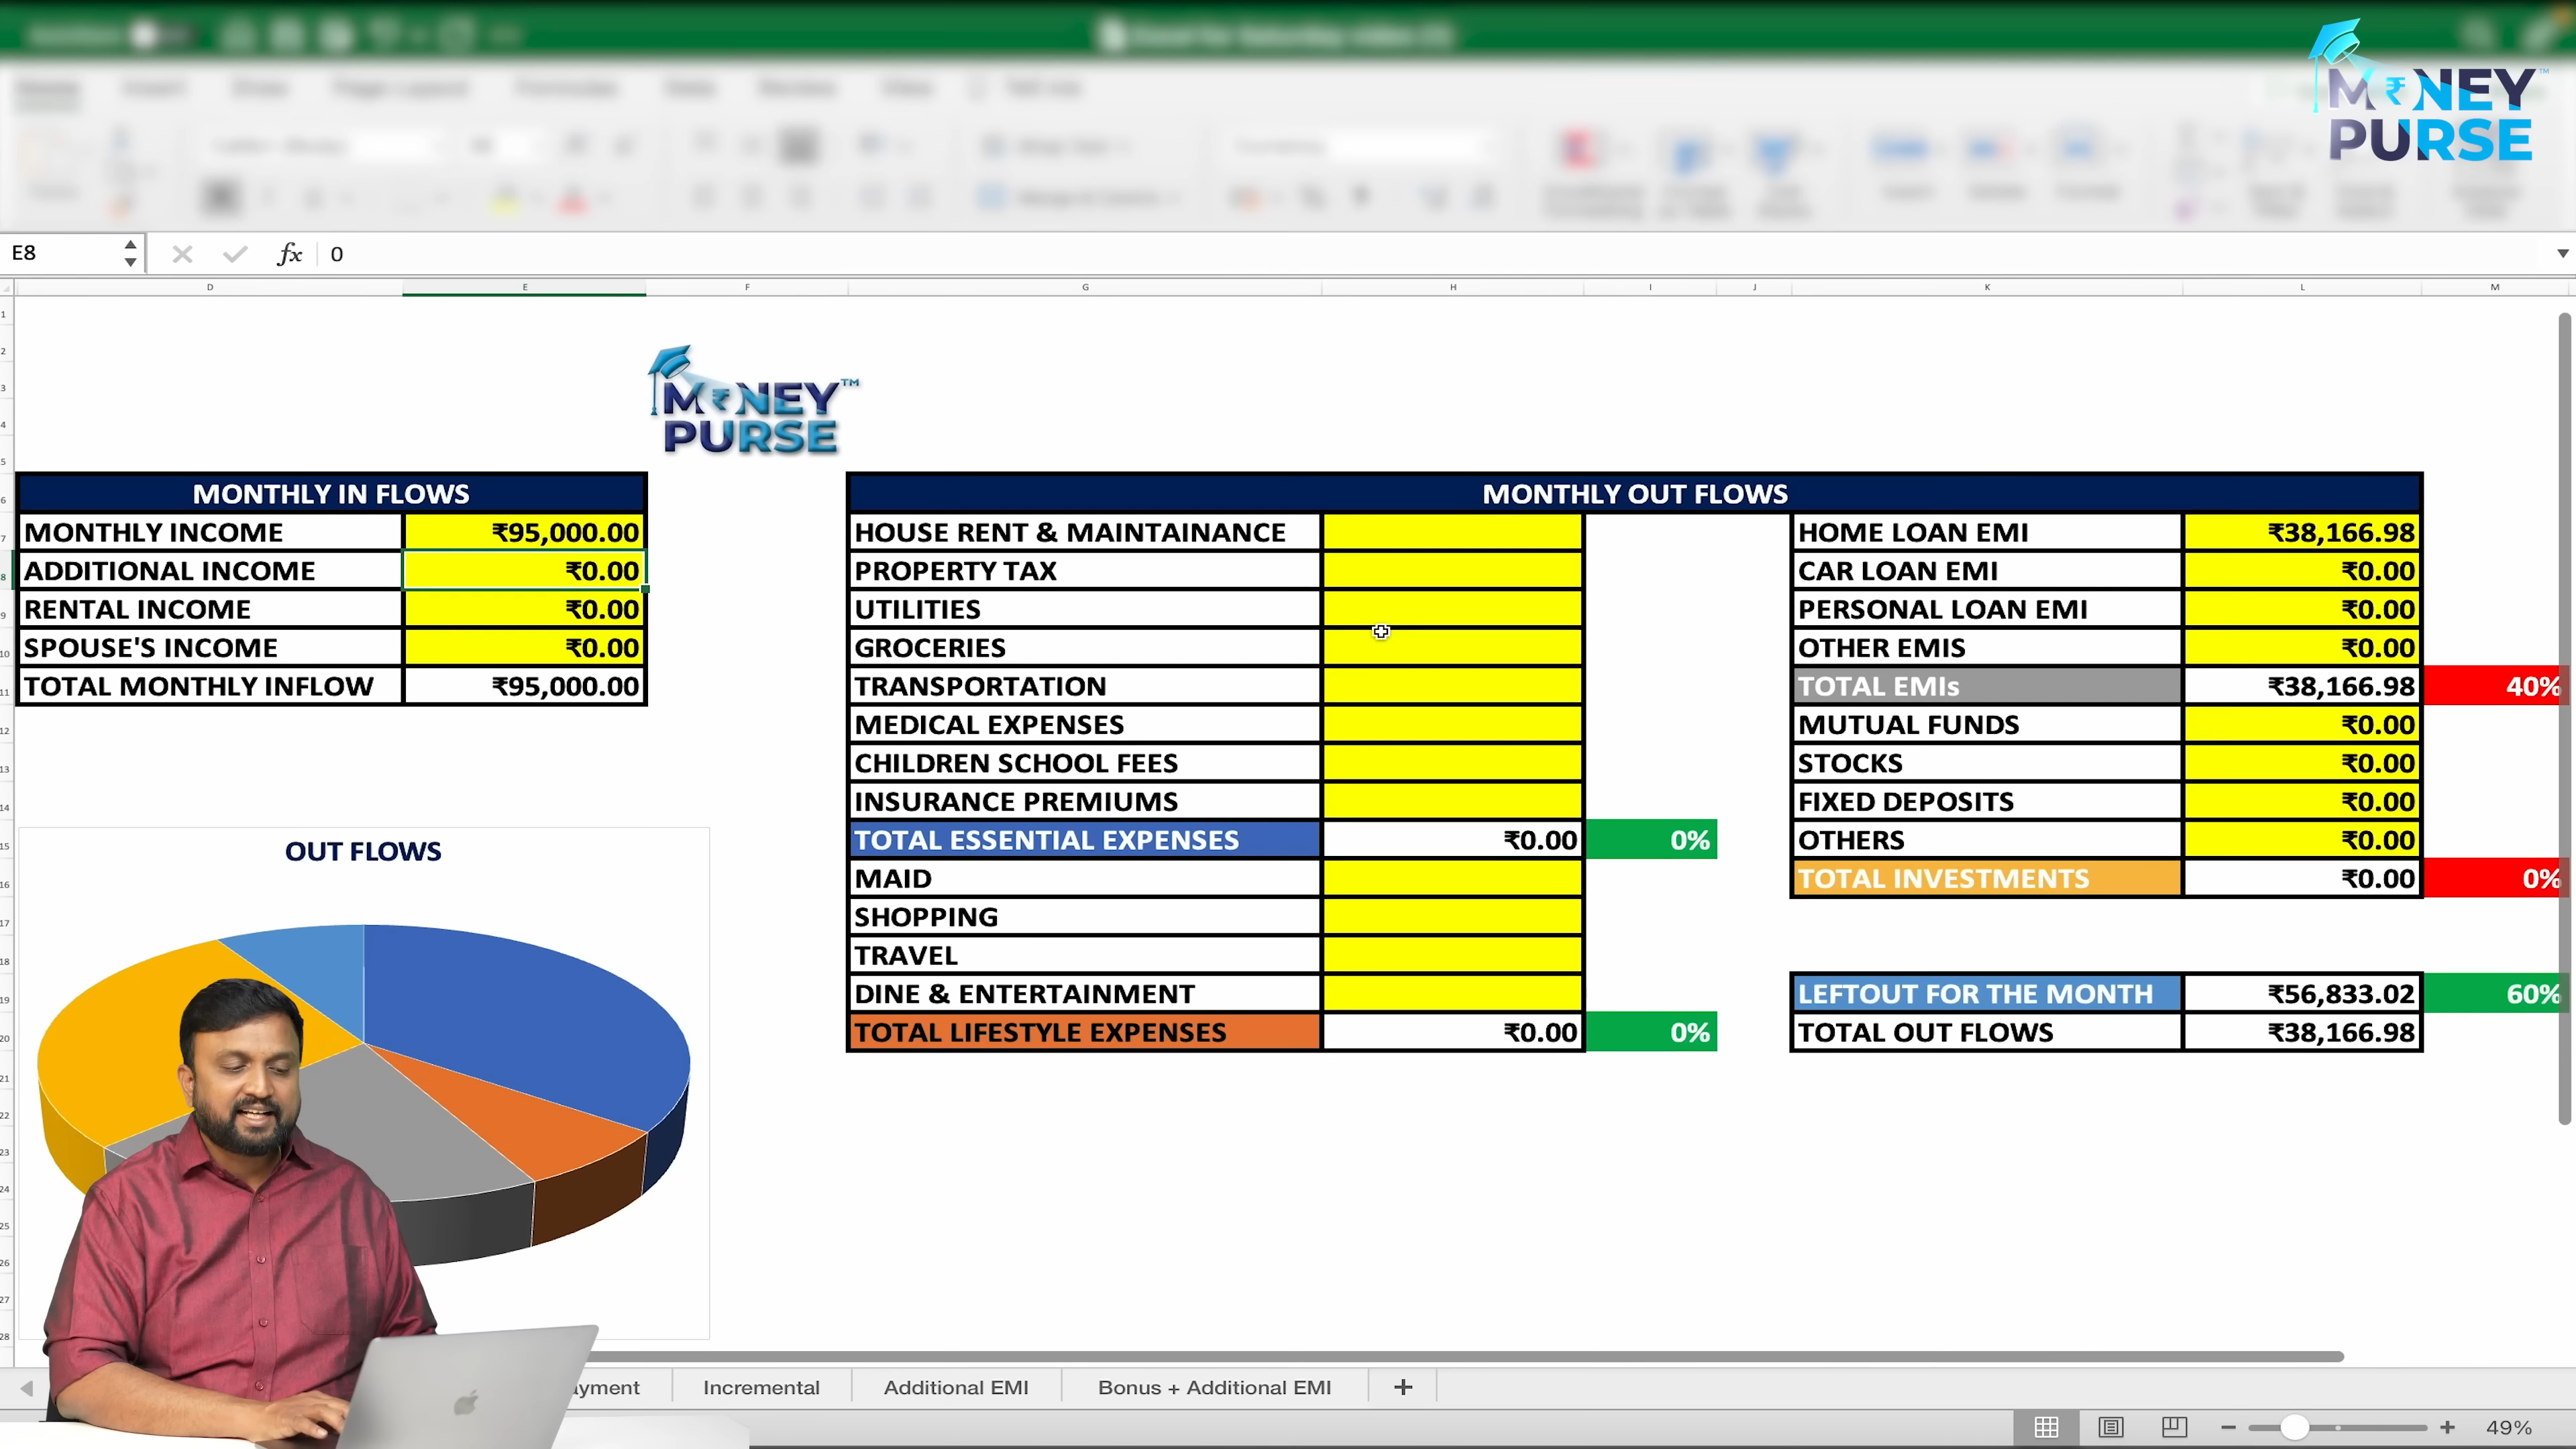 MONEY™
PURSE
E8
fx
0
D E F G H I J K L M
MONEY™
PURSE
MONTHLY IN FLOWS
MONTHLY INCOME ₹95,000.00
ADDITIONAL INCOME ₹0.00
RENTAL INCOME ₹0.00
SPOUSE'S INCOME ₹0.00
TOTAL MONTHLY INFLOW ₹95,000.00
MONTHLY OUT FLOWS
HOUSE RENT & MAINTAINANCE
PROPERTY TAX
UTILITIES
GROCERIES
TRANSPORTATION
MEDICAL EXPENSES
CHILDREN SCHOOL FEES
INSURANCE PREMIUMS
TOTAL ESSENTIAL EXPENSES ₹0.00 0%
MAID
SHOPPING
TRAVEL
DINE & ENTERTAINMENT
TOTAL LIFESTYLE EXPENSES ₹0.00 0%
HOME LOAN EMI ₹38,166.98
CAR LOAN EMI ₹0.00
PERSONAL LOAN EMI ₹0.00
OTHER EMIS ₹0.00
TOTAL EMIs ₹38,166.98 40%
MUTUAL FUNDS ₹0.00
STOCKS ₹0.00
FIXED DEPOSITS ₹0.00
OTHERS ₹0.00
TOTAL INVESTMENTS ₹0.00 0%
LEFTOUT FOR THE MONTH ₹56,833.02 60%
TOTAL OUT FLOWS ₹38,166.98
OUT FLOWS
yment Incremental Additional EMI Bonus + Additional EMI +
49%